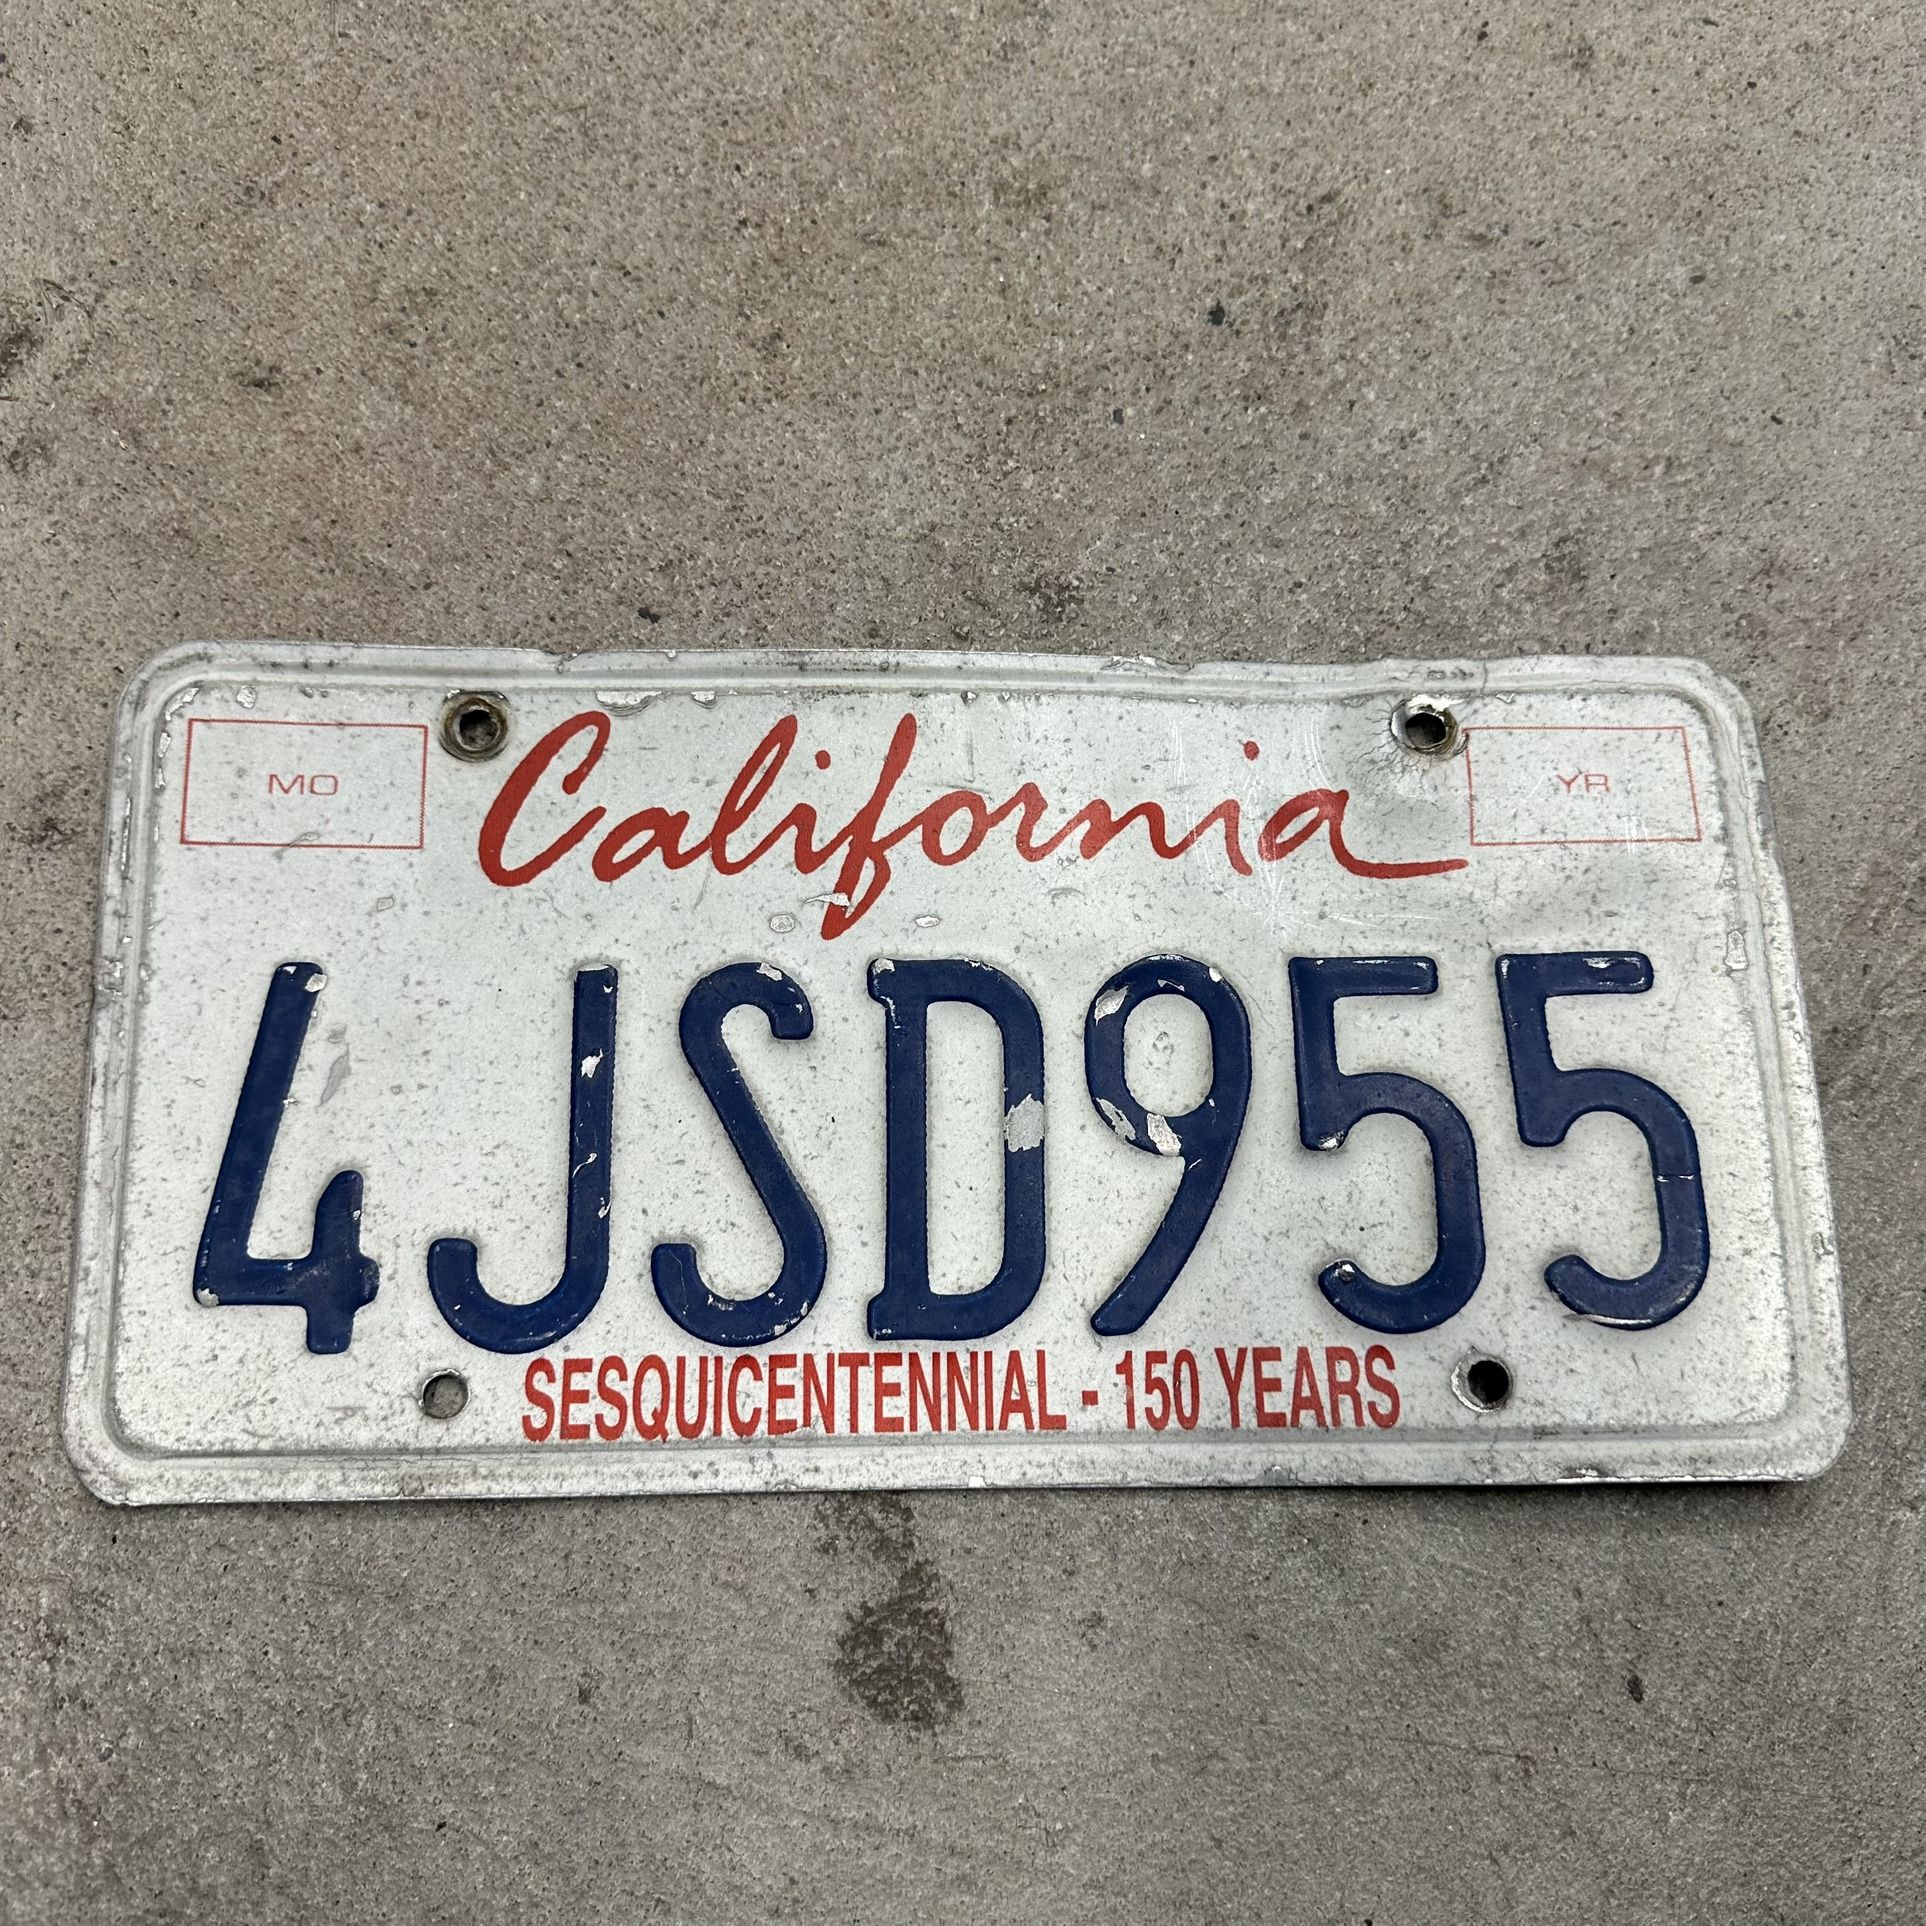 MO California YR
4JSD955
SESQUICENTENNIAL - 150 YEARS